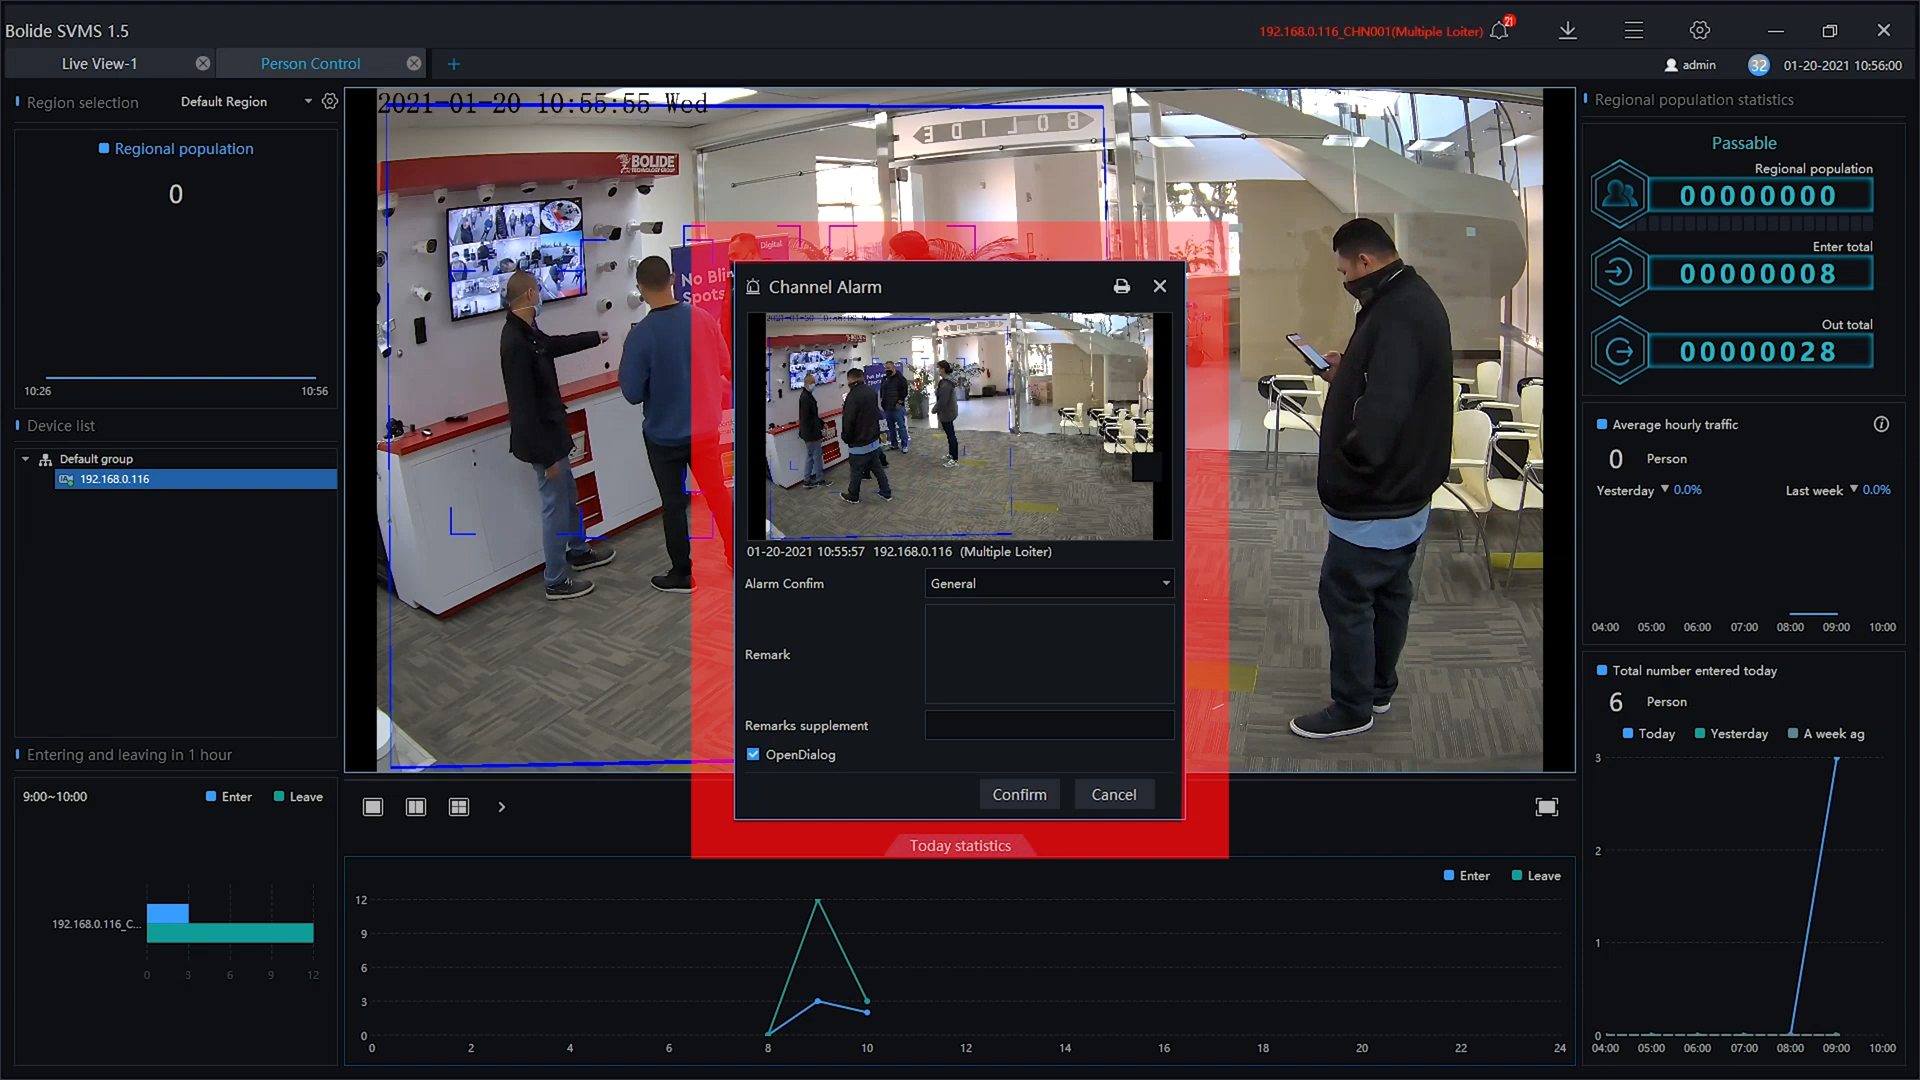 Bolide SVMS 1.5
192.168.0.116_CHN001(Multiple Loiter)
21
Live View-1
Person Control
+
admin
32
01-20-2021 10:56:00
Region selection
Default Region
Regional population
0
10:26
10:56
Device list
Default group
192.168.0.116
Entering and leaving in 1 hour
9:00~10:00
Enter
Leave
192.168.0.116_C...
0 3 6 9 12
2021-01-20 10:55:55 Wed
BOLIDE
TECHNOLOGY GROUP
BOLIDE
Digital
No Blin
Spots
Channel Alarm
01-20-2021 10:55:57 192.168.0.116 (Multiple Loiter)
Alarm Confim
General
Remark
Remarks supplement
OpenDialog
Confirm
Cancel
Today statistics
Enter
Leave
12
9
6
3
0
0 2 4 6 8 10 12 14 16 18 20 22 24
Regional population statistics
Passable
Regional population
00000000
Enter total
00000008
Out total
00000028
Average hourly traffic
0 Person
Yesterday 0.0%
Last week 0.0%
04:00 05:00 06:00 07:00 08:00 09:00 10:00
Total number entered today
6 Person
Today
Yesterday
A week ag
3
2
1
0
04:00 05:00 06:00 07:00 08:00 09:00 10:00